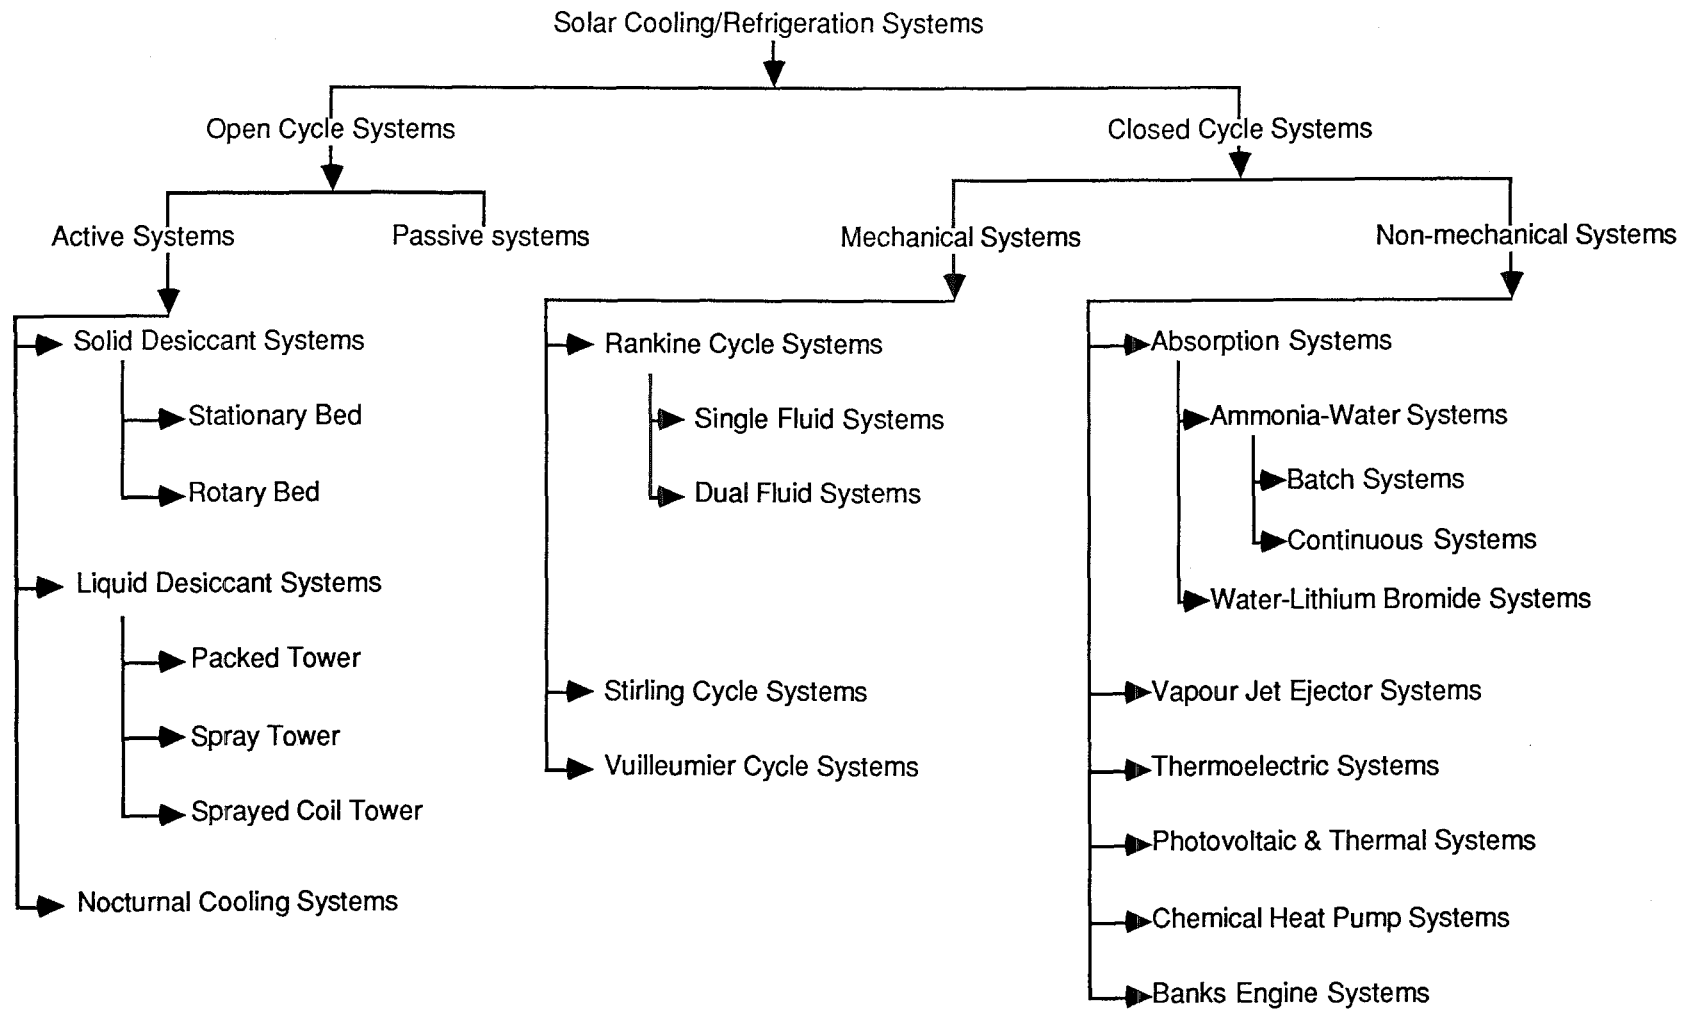 Solar Cooling/Refrigeration Systems
Open Cycle Systems
Closed Cycle Systems
Active Systems
Passive systems
Mechanical Systems
Non-mechanical Systems
Solid Desiccant Systems
Stationary Bed
Rotary Bed
Liquid Desiccant Systems
Packed Tower
Spray Tower
Sprayed Coil Tower
Nocturnal Cooling Systems
Rankine Cycle Systems
Single Fluid Systems
Dual Fluid Systems
Stirling Cycle Systems
Vuilleumier Cycle Systems
Absorption Systems
Ammonia-Water Systems
Batch Systems
Continuous Systems
Water-Lithium Bromide Systems
Vapour Jet Ejector Systems
Thermoelectric Systems
Photovoltaic & Thermal Systems
Chemical Heat Pump Systems
Banks Engine Systems